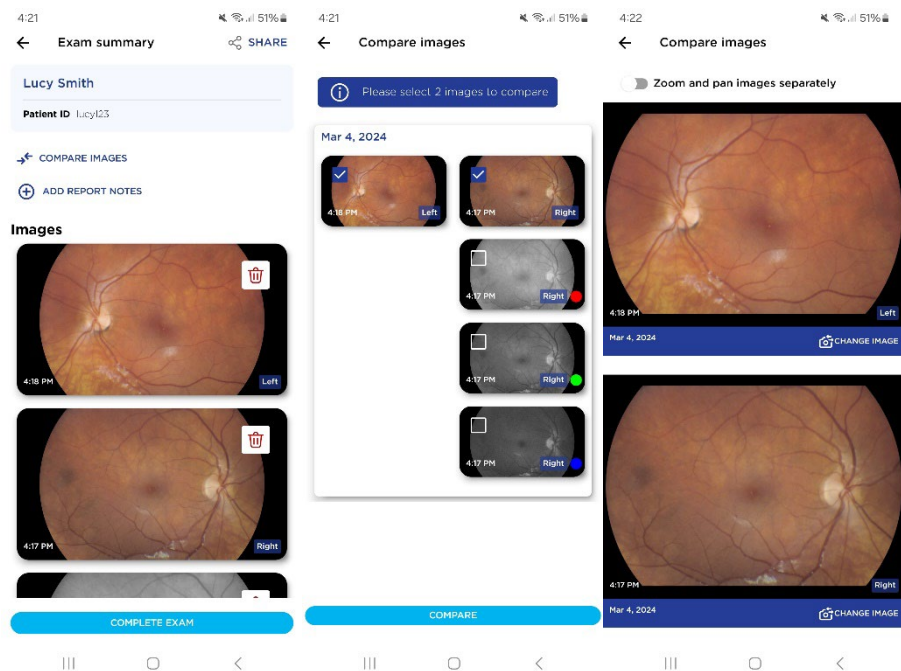 4:21
51%
Exam summary
SHARE
Lucy Smith
Patient ID lucy123
COMPARE IMAGES
ADD REPORT NOTES
Images
4:18 PM
Left
4:17 PM
Right
COMPLETE EXAM
4:21
51%
Compare images
Please select 2 images to compare
Mar 4, 2024
4:18 PM
Left
4:17 PM
Right
4:17 PM
Right
4:17 PM
Right
4:17 PM
Right
COMPARE
4:22
51%
Compare images
Zoom and pan images separately
4:18 PM
Left
Mar 4, 2024
CHANGE IMAGE
4:17 PM
Right
Mar 4, 2024
CHANGE IMAGE